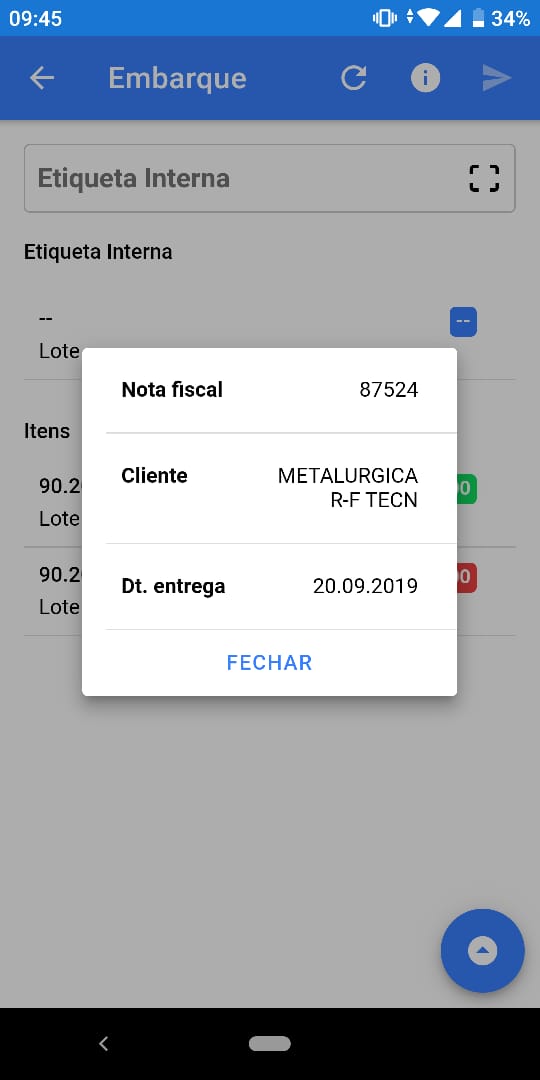 09:45 34%
Embarque
Etiqueta Interna
Etiqueta Interna
-- --
Lote
Nota fiscal 87524
Itens
Cliente METALURGICA
R-F TECN
90.2
Lote
Dt. entrega 20.09.2019
90.2
Lote
FECHAR